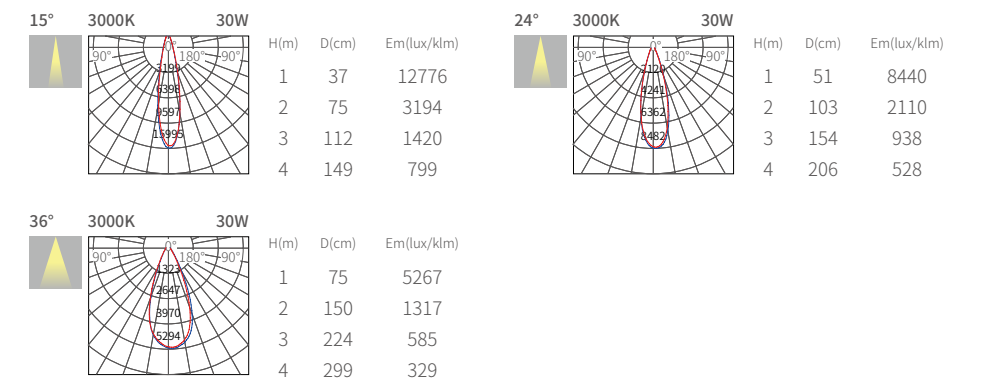 15° 3000K 30W
H(m) D(cm) Em(lux/klm)
0°
90° 180° 90°
3199
6398
9597
15995
1 37 12776
2 75 3194
3 112 1420
4 149 799
24° 3000K 30W
H(m) D(cm) Em(lux/klm)
0°
90° 180° 90°
2120
4241
6362
8482
1 51 8440
2 103 2110
3 154 938
4 206 528
36° 3000K 30W
H(m) D(cm) Em(lux/klm)
0°
90° 180° 90°
1323
2647
3970
5294
1 75 5267
2 150 1317
3 224 585
4 299 329